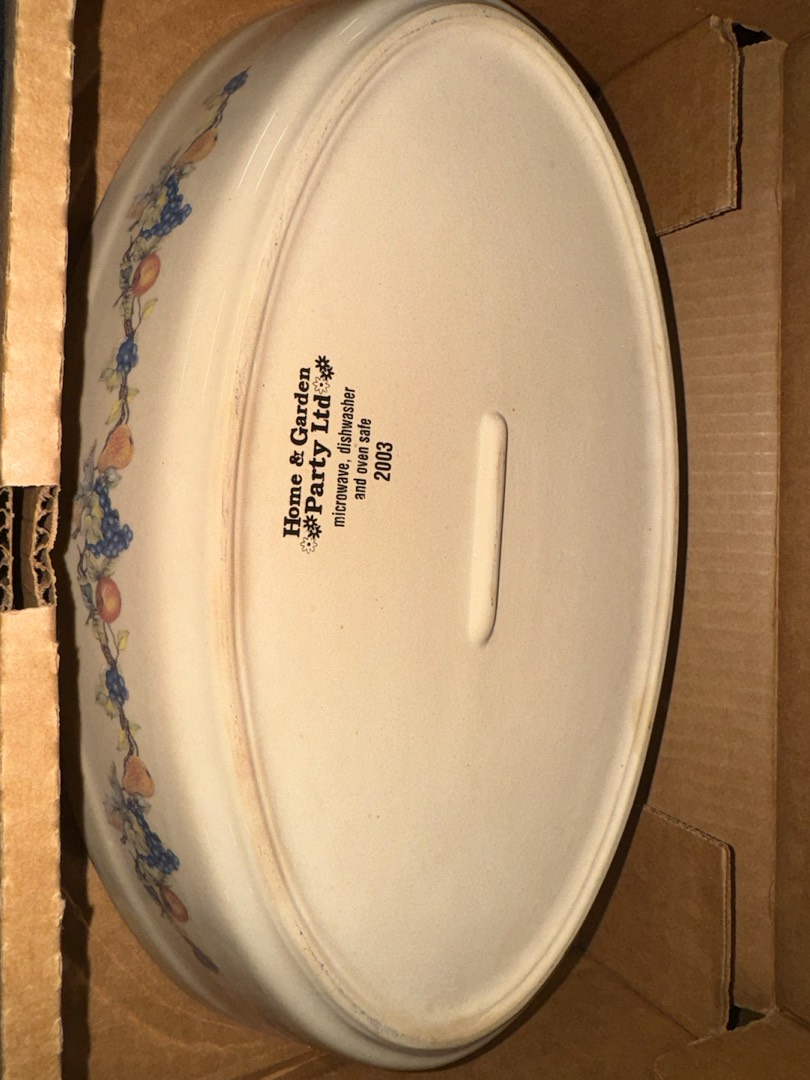 Home & Garden
Party Ltd
microwave, dishwasher
and oven safe
2003